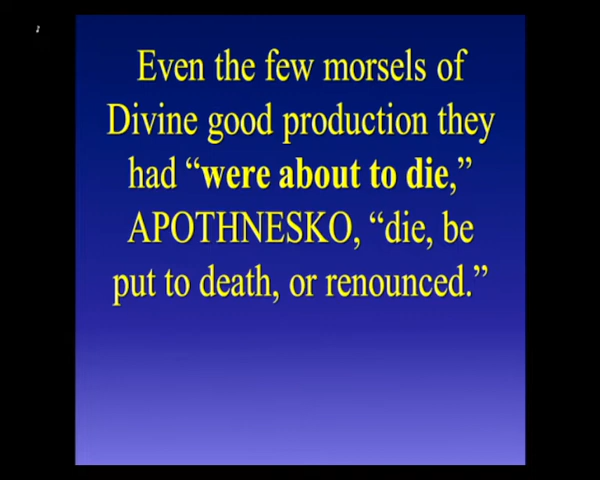 Even the few morsels of
Divine good production they
had “were about to die,”
APOTHNESKO, “die, be
put to death, or renounced.”